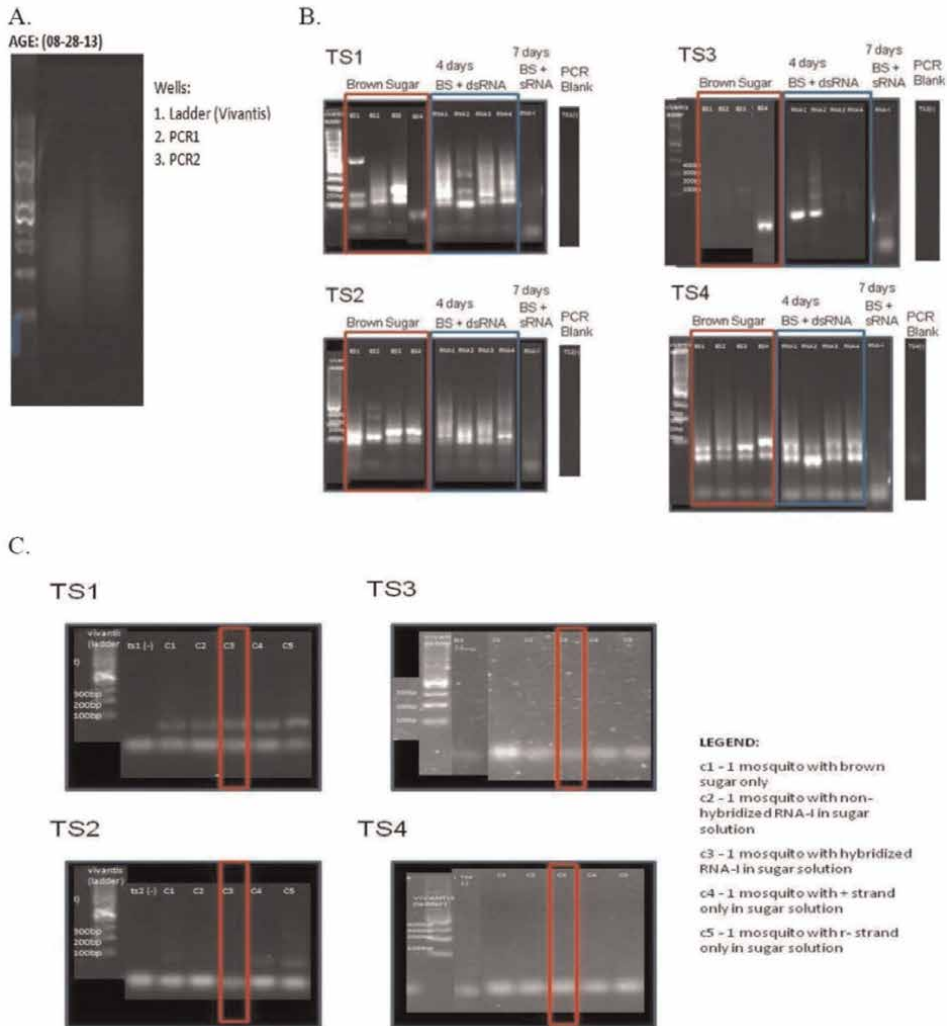 A.
AGE: (08-28-13)
Wells:
1. Ladder (Vivantis)
2. PCR1
3. PCR2
B.
TS1
Brown Sugar
4 days
BS + dsRNA
7 days
BS +
sRNA
PCR
Blank
TS3
Brown Sugar
4 days
BS + dsRNA
7 days
BS +
sRNA
PCR
Blank
TS2
Brown Sugar
4 days
BS + dsRNA
7 days
BS +
sRNA
PCR
Blank
TS4
Brown Sugar
4 days
BS + dsRNA
7 days
BS +
sRNA
PCR
Blank
C.
TS1
vivantis
(ladder
ts1 (-) C1 C2 C3 C4 C5
300bp
200bp
100bp
TS3
TS2
vivantis
(ladder)
ts2 (-) C1 C2 C3 C4 C5
300bp
200bp
100bp
TS4
LEGEND:
c1 - 1 mosquito with brown
sugar only
c2 - 1 mosquito with non-
hybridized RNA-I in sugar
solution
c3 - 1 mosquito with hybridized
RNA-I in sugar solution
c4 - 1 mosquito with + strand
only in sugar solution
c5 - 1 mosquito with r- strand
only in sugar solution